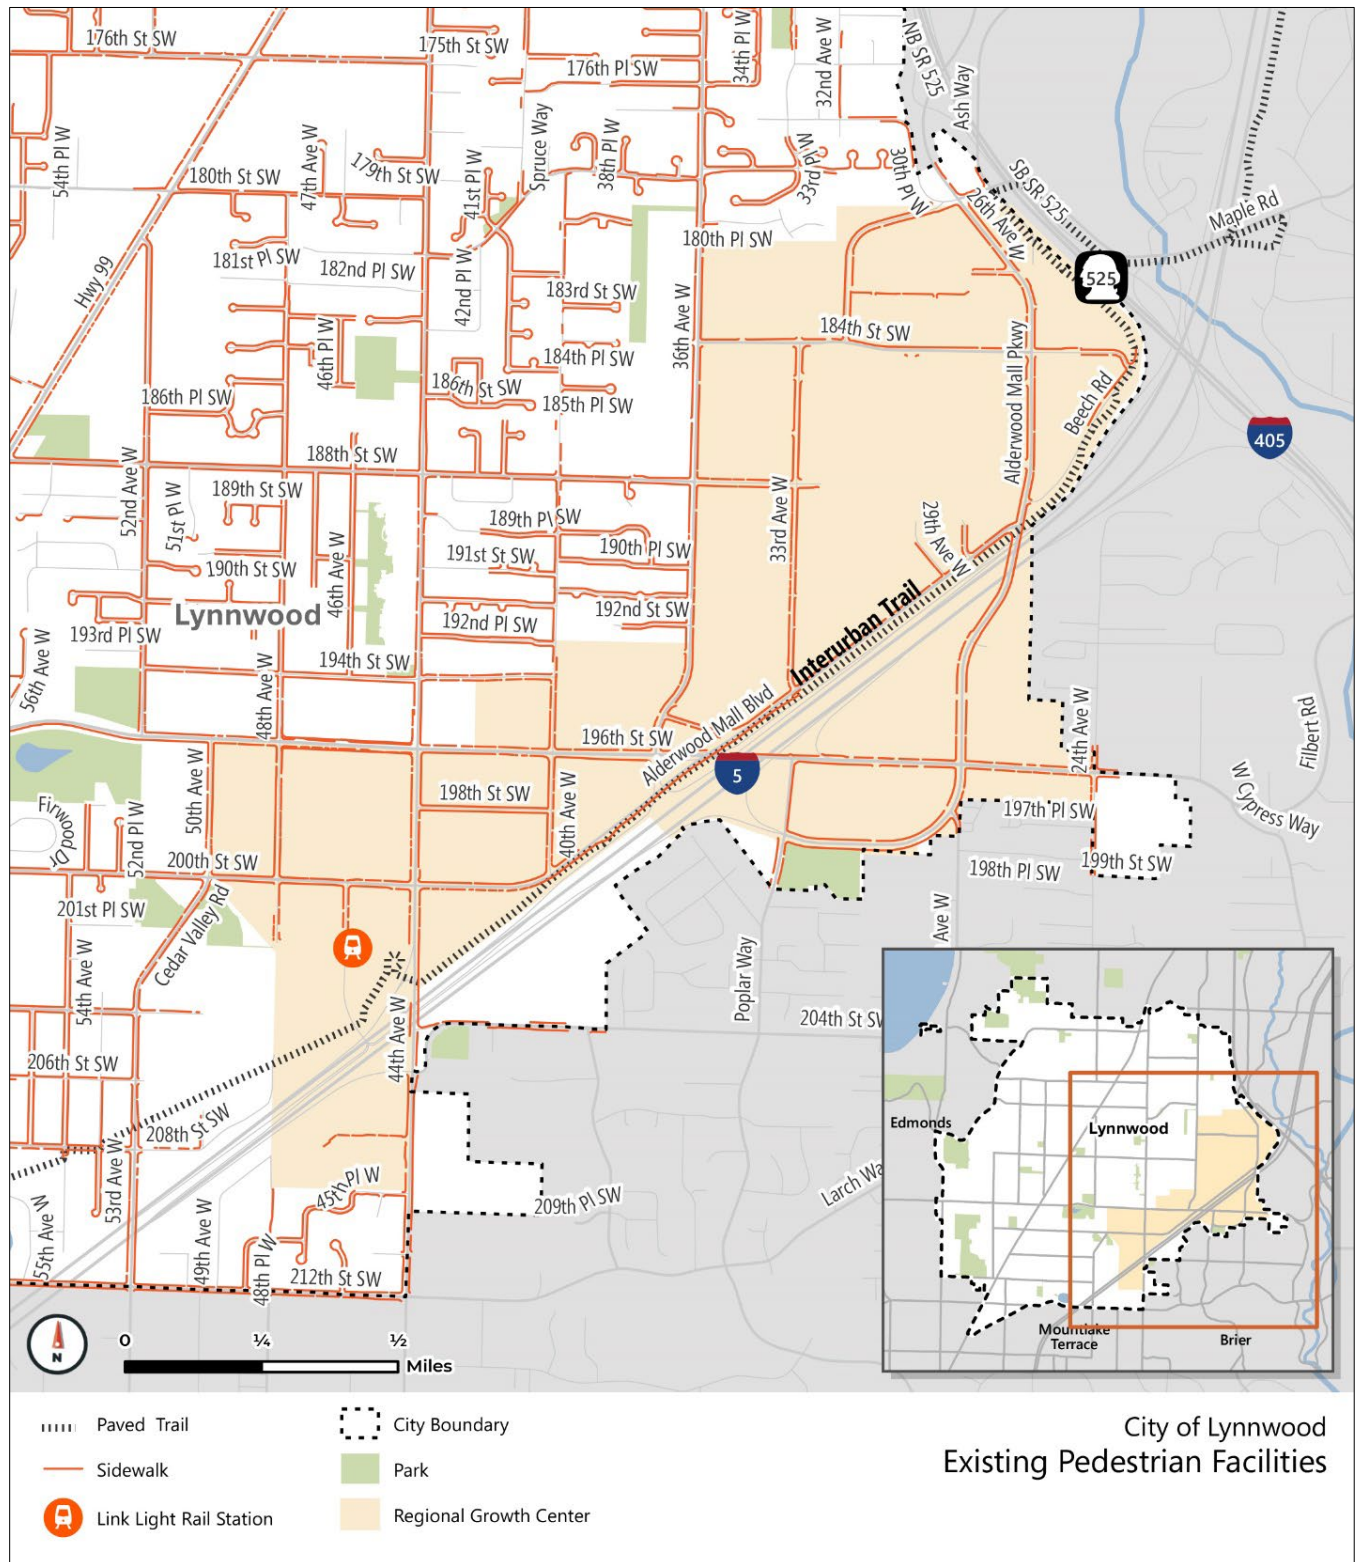 176th St SW
175th St SW
176th Pl SW
34th Pl W
32nd Ave W
NB SR 525
Ash Way
54th Pl W
47th Ave W
179th St SW
41st Pl W
Spruce Way
38th Pl W
33rd Pl W
30th Pl W
SB SR 525
180th St SW
26th Ave W
Maple Rd
181st Pl SW
182nd Pl SW
42nd Pl W
180th Pl SW
525
Hwy 99
183rd St SW
36th Ave W
184th St SW
Alderwood Mall Pkwy
46th Pl W
184th Pl SW
186th St SW
185th Pl SW
186th Pl SW
Beech Rd
405
188th St SW
52nd Ave W
51st Pl W
189th St SW
189th Pl SW
33rd Ave W
29th Ave W
190th St SW
46th Ave W
191st St SW
190th Pl SW
Lynnwood
192nd St SW
192nd Pl SW
193rd Pl SW
194th St SW
Interurban Trail
56th Ave W
48th Ave W
196th St SW
Alderwood Mall Blvd
24th Ave W
Filbert Rd
5
50th Ave W
198th St SW
40th Ave W
197th Pl SW
W Cypress Way
Firwood Dr
52nd Pl W
200th St SW
198th Pl SW
199th St SW
201st Pl SW
Cedar Valley Rd
Ave W
54th Ave W
Poplar Way
204th St SW
44th Ave W
206th St SW
208th St SW
53rd Ave W
45th Pl W
209th Pl SW
Larch Wa
55th Ave W
49th Ave W
48th Pl W
212th St SW
Edmonds
Lynnwood
Mountlake
Terrace
Brier
N
0 ¼ ½
Miles
Paved Trail
Sidewalk
Link Light Rail Station
City Boundary
Park
Regional Growth Center
City of Lynnwood
Existing Pedestrian Facilities